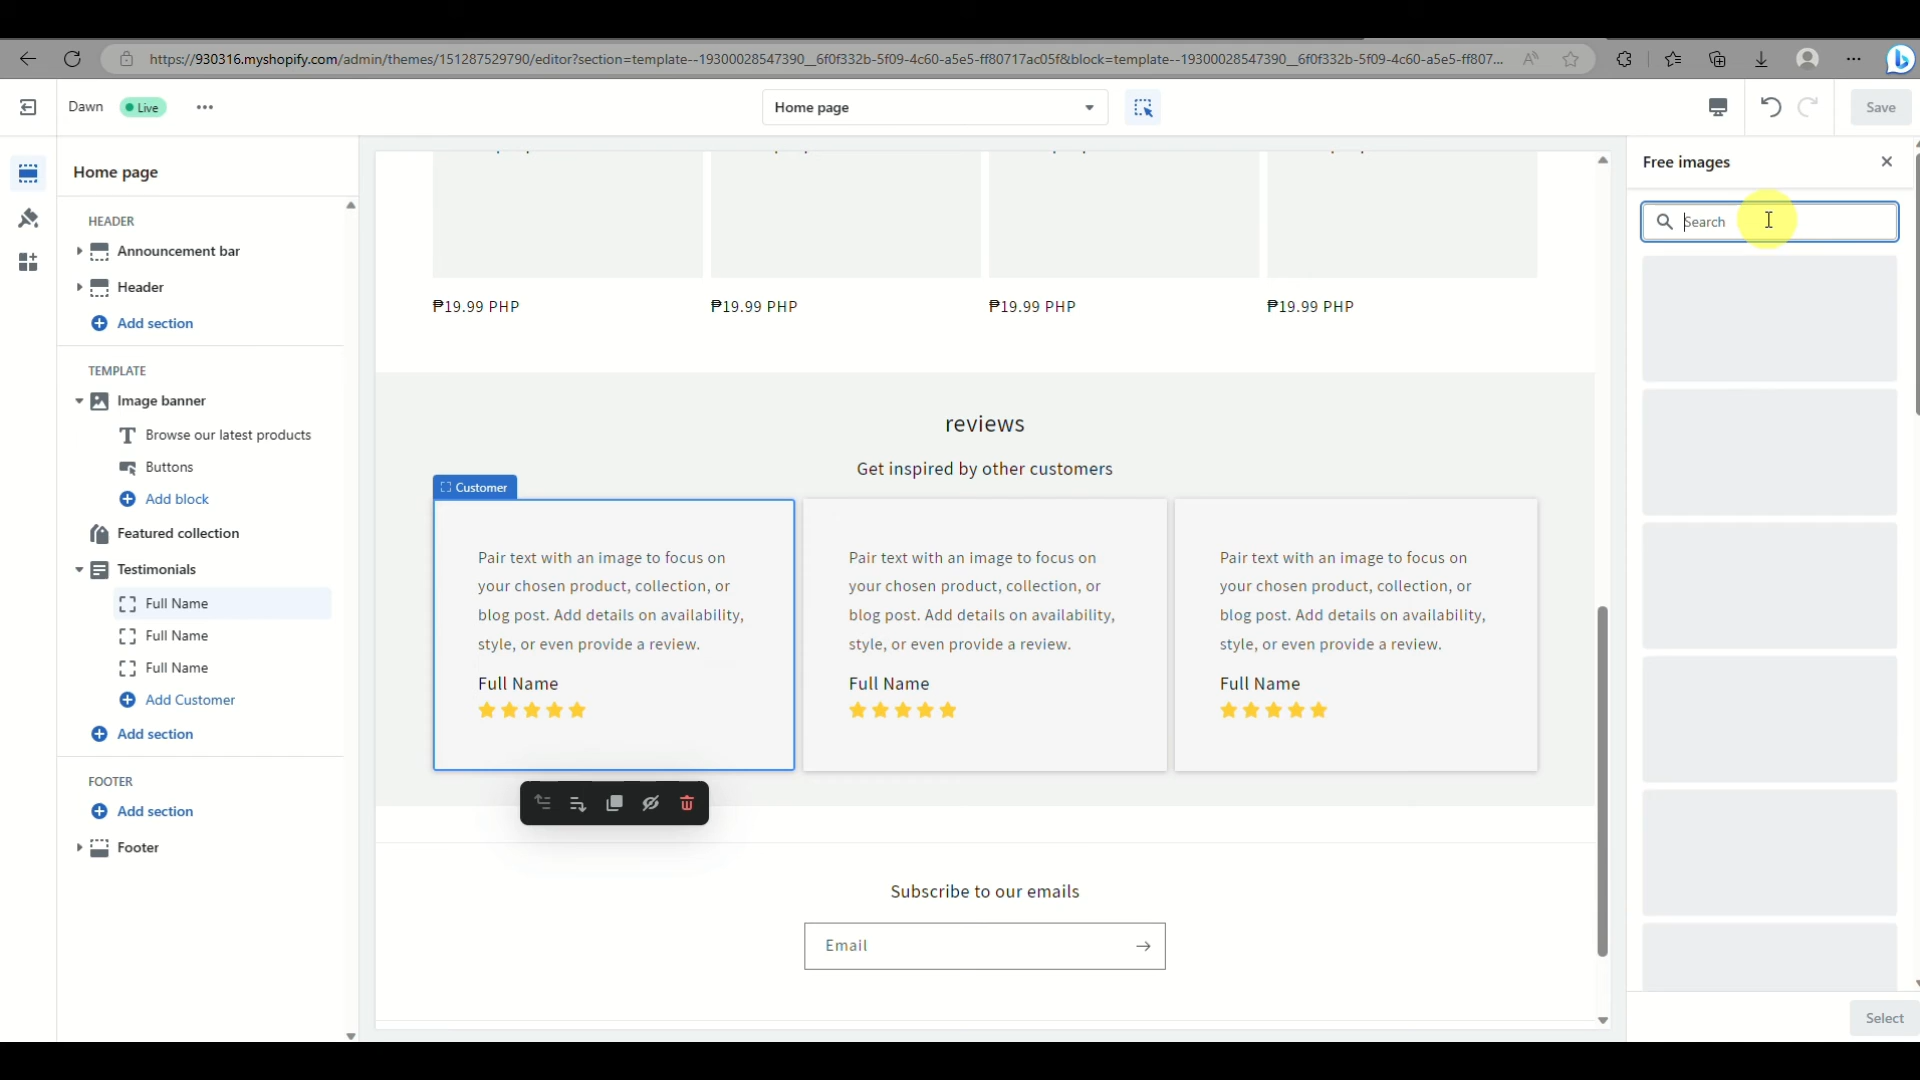 https://930316.myshopify.com/admin/themes/151287529790/editor?section=template--19300028547390__6f0f332b-5f09-4c60-a5e5-ff80717ac05f&block=template--19300028547390__6f0f332b-5f09-4c60-a5e5-ff807...
Dawn
Live
Home page
Save
Home page
HEADER
Announcement bar
Header
Add section
TEMPLATE
Image banner
Browse our latest products
Buttons
Add block
Featured collection
Testimonials
Full Name
Full Name
Full Name
Add Customer
Add section
FOOTER
Add section
Footer
₱19.99 PHP
₱19.99 PHP
₱19.99 PHP
₱19.99 PHP
reviews
Get inspired by other customers
Customer
Pair text with an image to focus on
your chosen product, collection, or
blog post. Add details on availability,
style, or even provide a review.
Full Name
Pair text with an image to focus on
your chosen product, collection, or
blog post. Add details on availability,
style, or even provide a review.
Full Name
Pair text with an image to focus on
your chosen product, collection, or
blog post. Add details on availability,
style, or even provide a review.
Full Name
Subscribe to our emails
Email
Free images
Search
Select